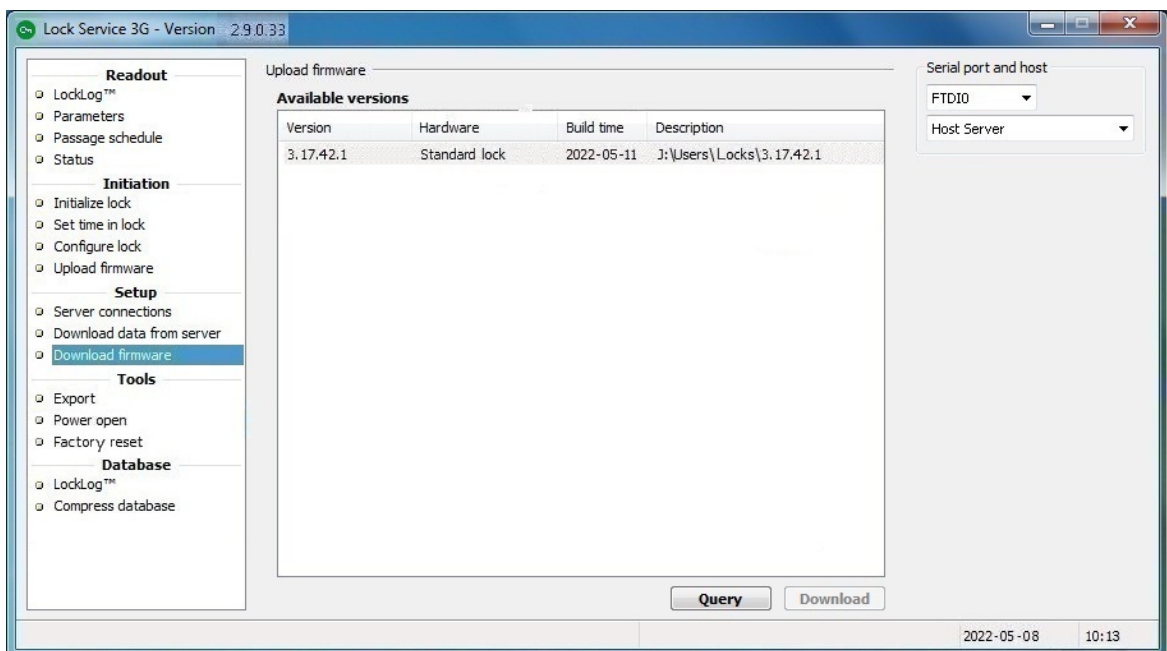 Lock Service 3G - Version 2.9.0.33
Readout
LockLog™
Parameters
Passage schedule
Status
Initiation
Initialize lock
Set time in lock
Configure lock
Upload firmware
Setup
Server connections
Download data from server
Download firmware
Tools
Export
Power open
Factory reset
Database
LockLog™
Compress database
Upload firmware
Available versions
Version Hardware Build time Description
3.17.42.1 Standard lock 2022-05-11 J:\Users\Locks\3.17.42.1
Query Download
Serial port and host
FTDI0
Host Server
2022-05-08 10:13